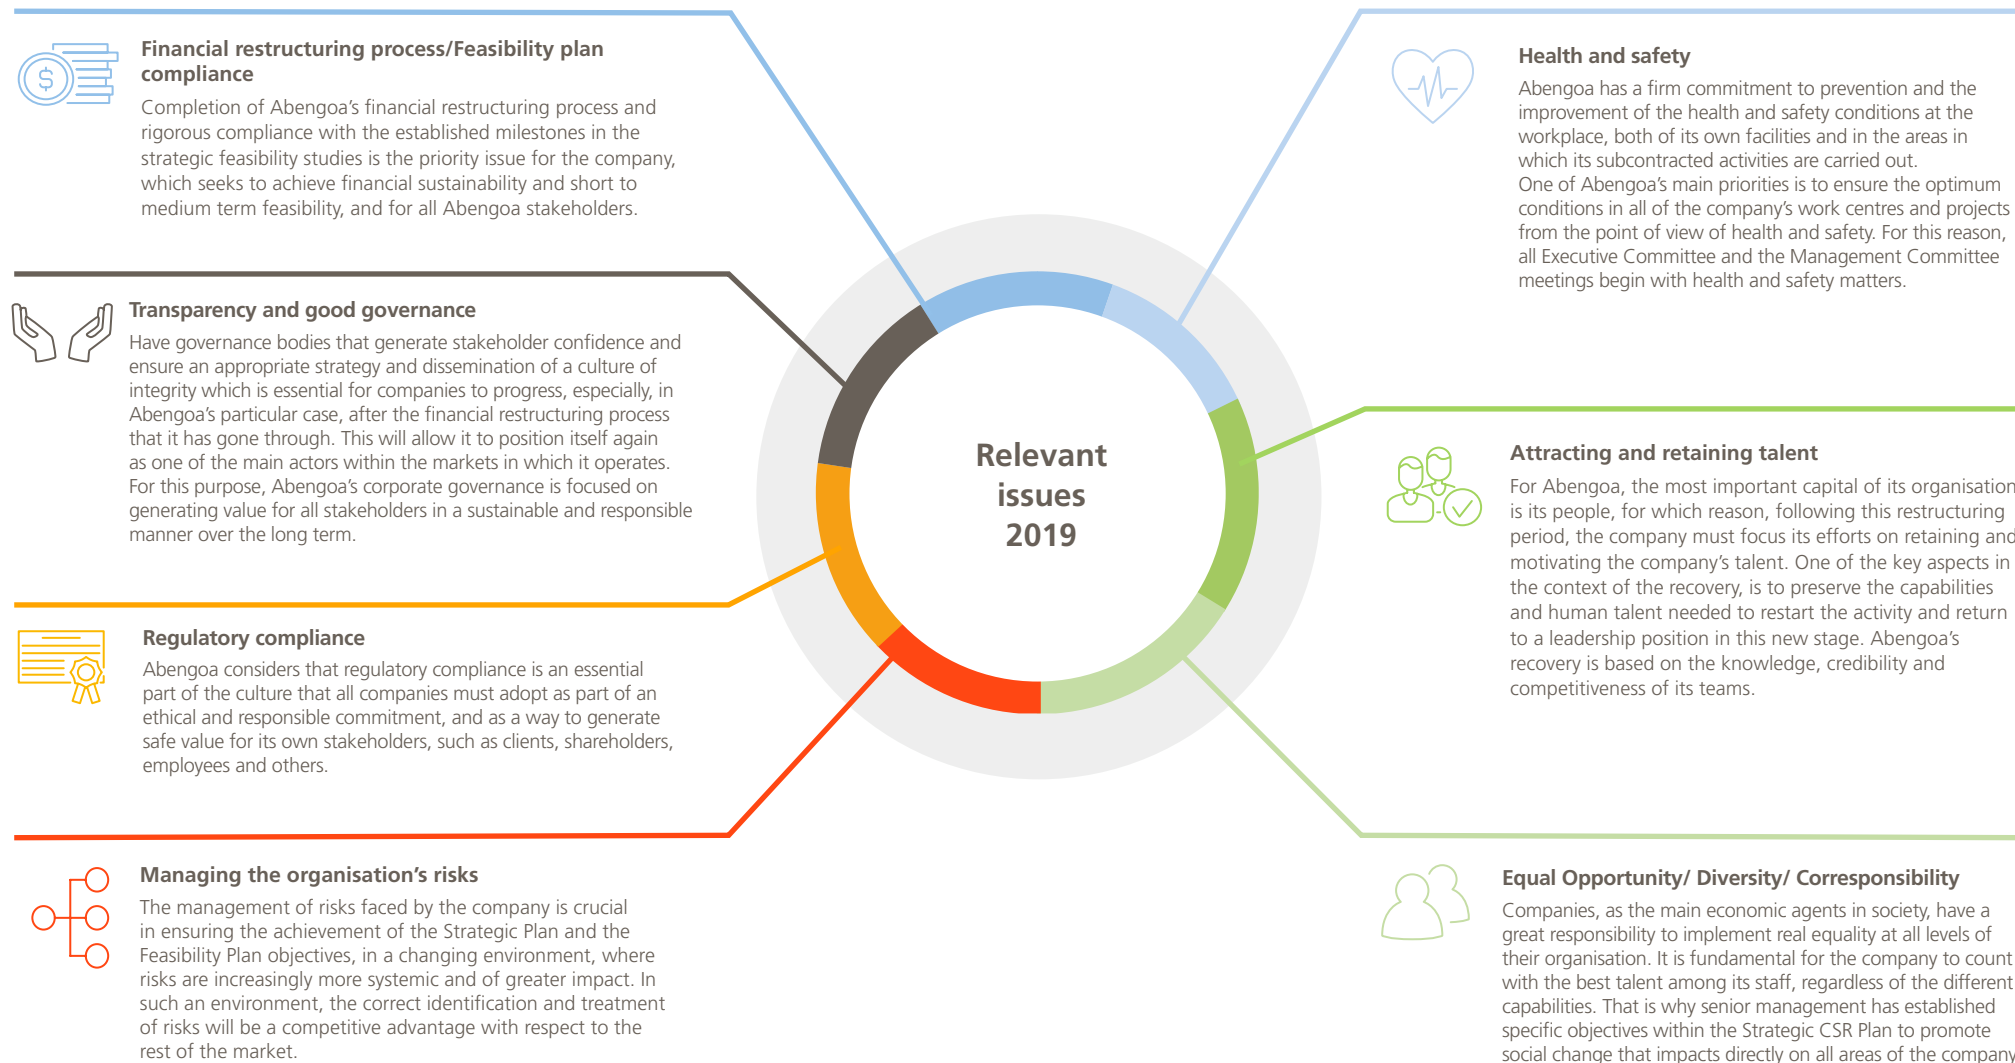 Financial restructuring process/Feasibility plan
compliance
Completion of Abengoa’s financial restructuring process and
rigorous compliance with the established milestones in the
strategic feasibility studies is the priority issue for the company,
which seeks to achieve financial sustainability and short to
medium term feasibility, and for all Abengoa stakeholders.
Transparency and good governance
Have governance bodies that generate stakeholder confidence and
ensure an appropriate strategy and dissemination of a culture of
integrity which is essential for companies to progress, especially, in
Abengoa’s particular case, after the financial restructuring process
that it has gone through. This will allow it to position itself again
as one of the main actors within the markets in which it operates.
For this purpose, Abengoa’s corporate governance is focused on
generating value for all stakeholders in a sustainable and responsible
manner over the long term.
Regulatory compliance
Abengoa considers that regulatory compliance is an essential
part of the culture that all companies must adopt as part of an
ethical and responsible commitment, and as a way to generate
safe value for its own stakeholders, such as clients, shareholders,
employees and others.
Managing the organisation’s risks
The management of risks faced by the company is crucial
in ensuring the achievement of the Strategic Plan and the
Feasibility Plan objectives, in a changing environment, where
risks are increasingly more systemic and of greater impact. In
such an environment, the correct identification and treatment
of risks will be a competitive advantage with respect to the
rest of the market.
Relevant
issues
2019
Health and safety
Abengoa has a firm commitment to prevention and the
improvement of the health and safety conditions at the
workplace, both of its own facilities and in the areas in
which its subcontracted activities are carried out.
One of Abengoa’s main priorities is to ensure the optimum
conditions in all of the company’s work centres and projects
from the point of view of health and safety. For this reason,
all Executive Committee and the Management Committee
meetings begin with health and safety matters.
Attracting and retaining talent
For Abengoa, the most important capital of its organisation
is its people, for which reason, following this restructuring
period, the company must focus its efforts on retaining and
motivating the company’s talent. One of the key aspects in
the context of the recovery, is to preserve the capabilities
and human talent needed to restart the activity and return
to a leadership position in this new stage. Abengoa’s
recovery is based on the knowledge, credibility and
competitiveness of its teams.
Equal Opportunity/ Diversity/ Corresponsibility
Companies, as the main economic agents in society, have a
great responsibility to implement real equality at all levels of
their organisation. It is fundamental for the company to count
with the best talent among its staff, regardless of the different
capabilities. That is why senior management has established
specific objectives within the Strategic CSR Plan to promote
social change that impacts directly on all areas of the company